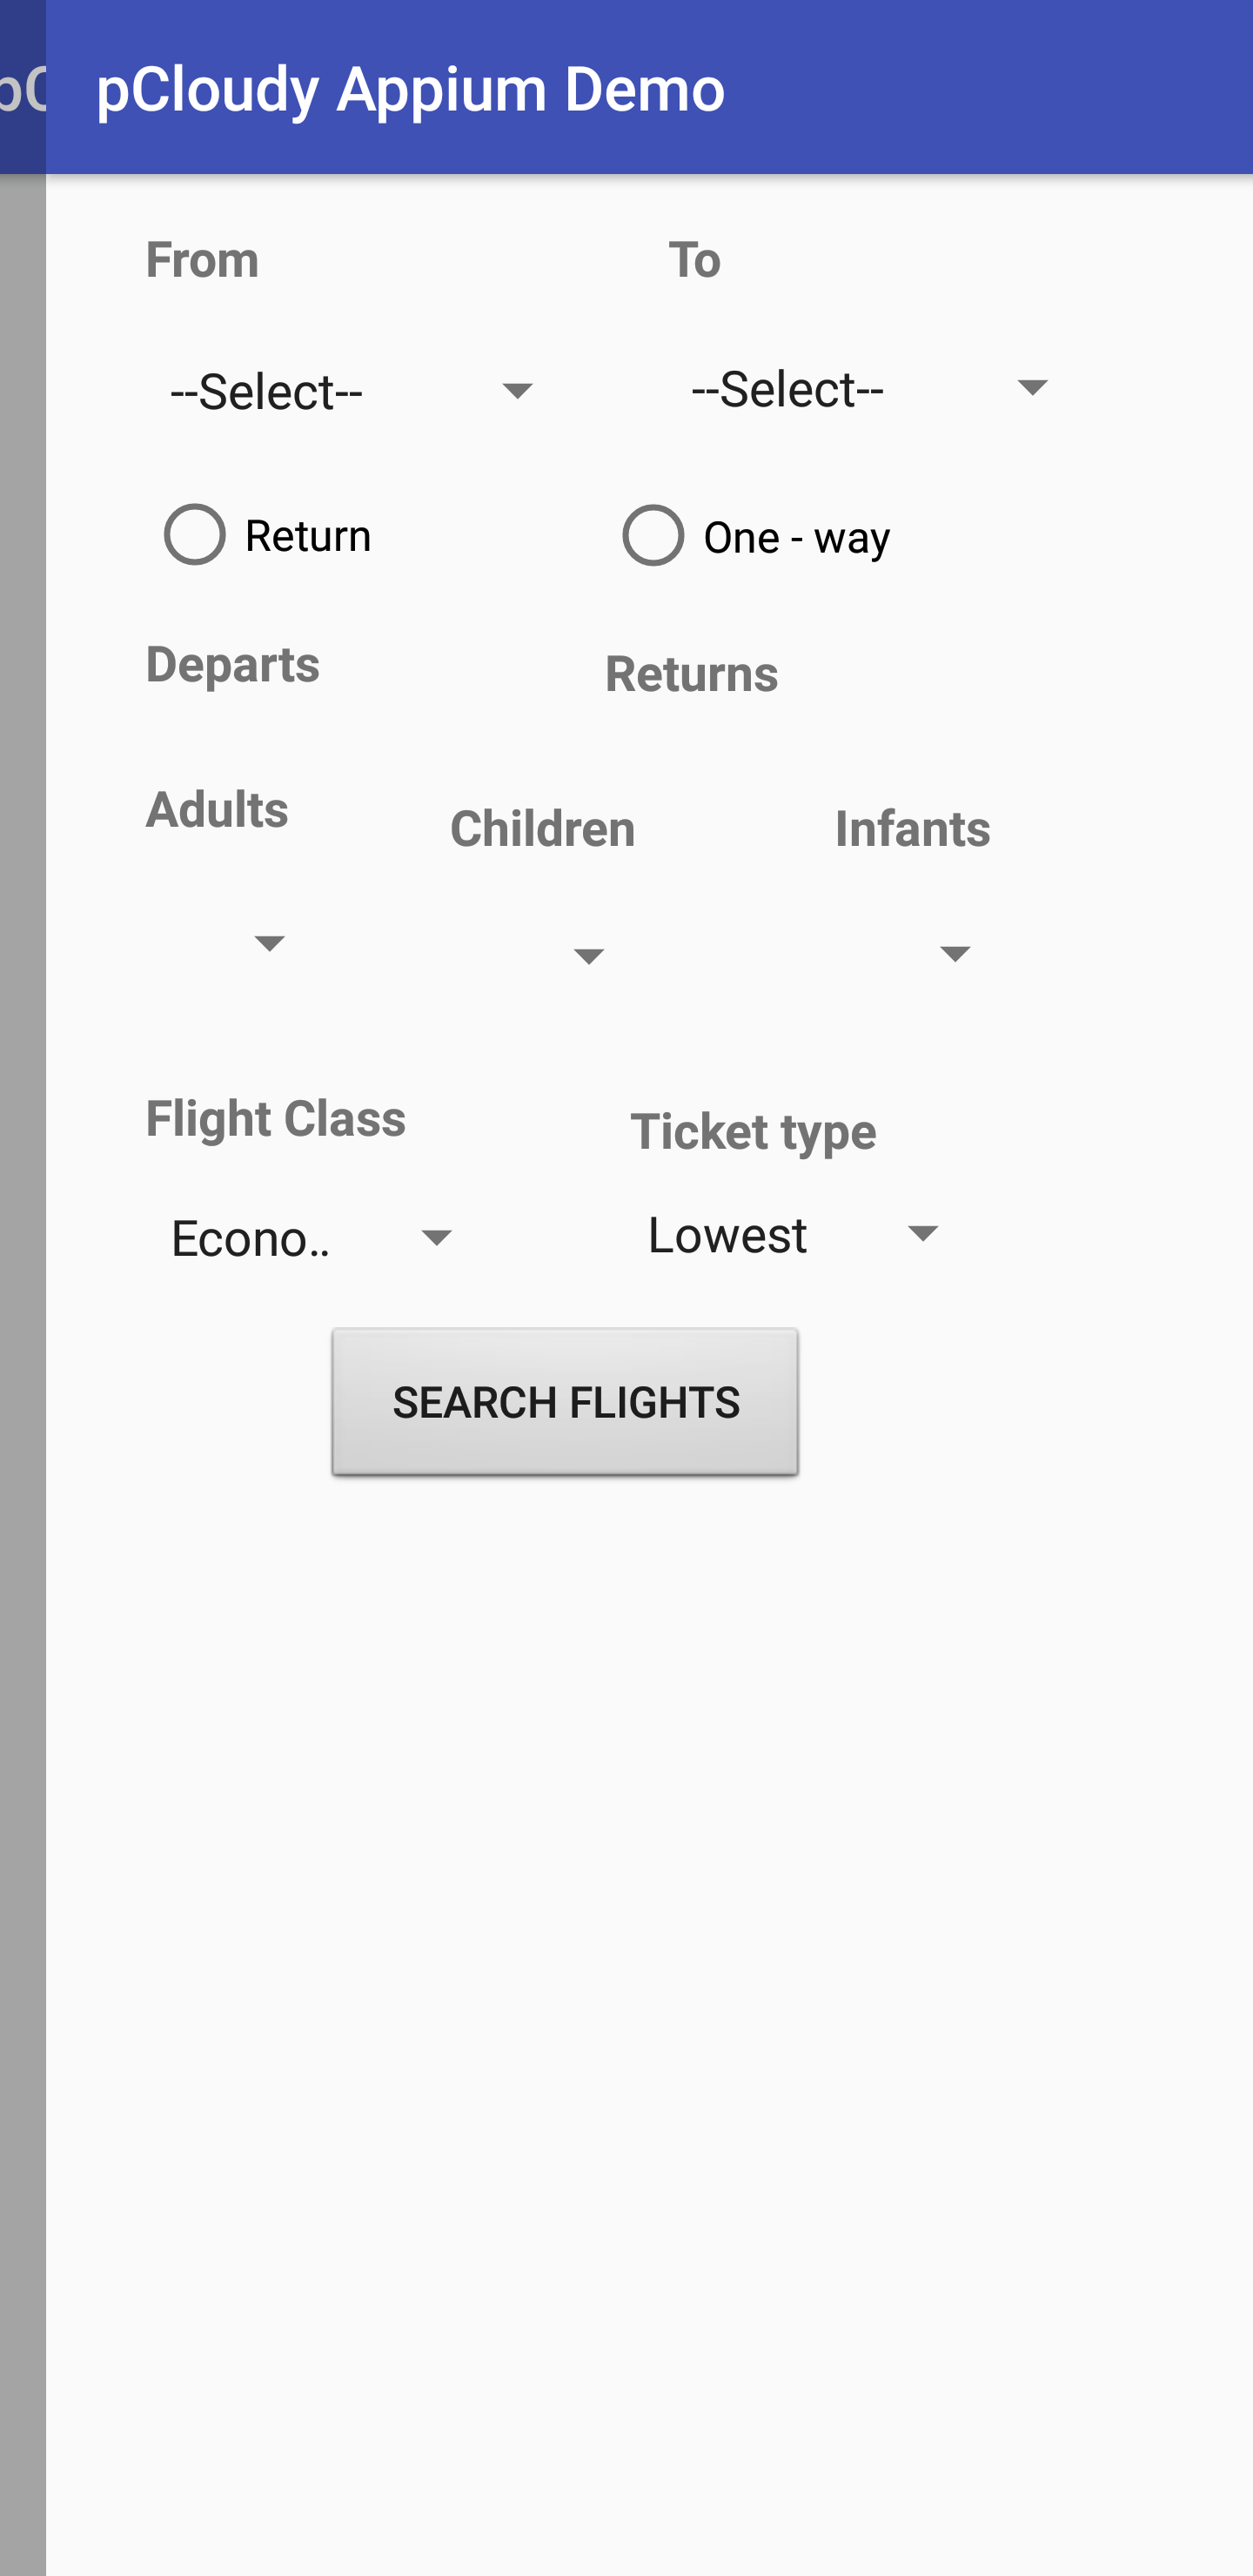 pC
pCloudy Appium Demo
From To
--Select-- --Select--
Return One - way
Departs Returns
Adults Children Infants
Flight Class Ticket type
Econo.. Lowest
SEARCH FLIGHTS